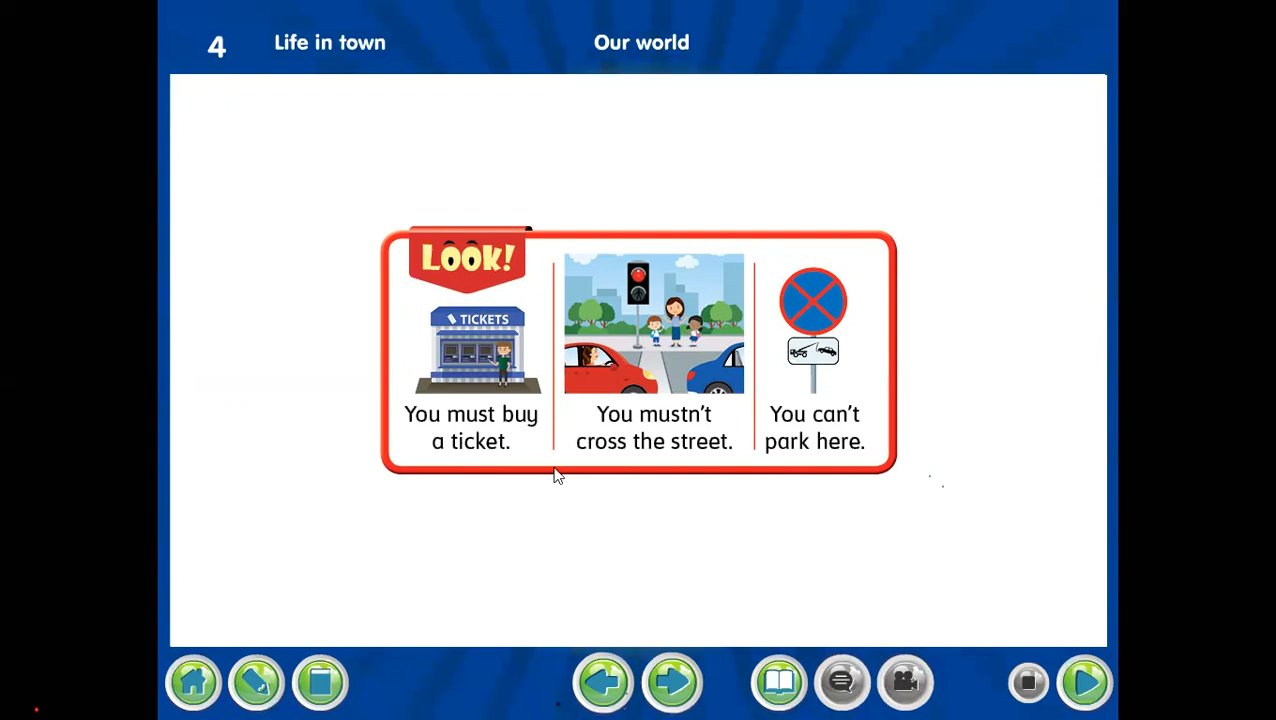 4 Life in town Our world
LOOK!
TICKETS
You must buy
a ticket.
You mustn't
cross the street.
You can't
park here.